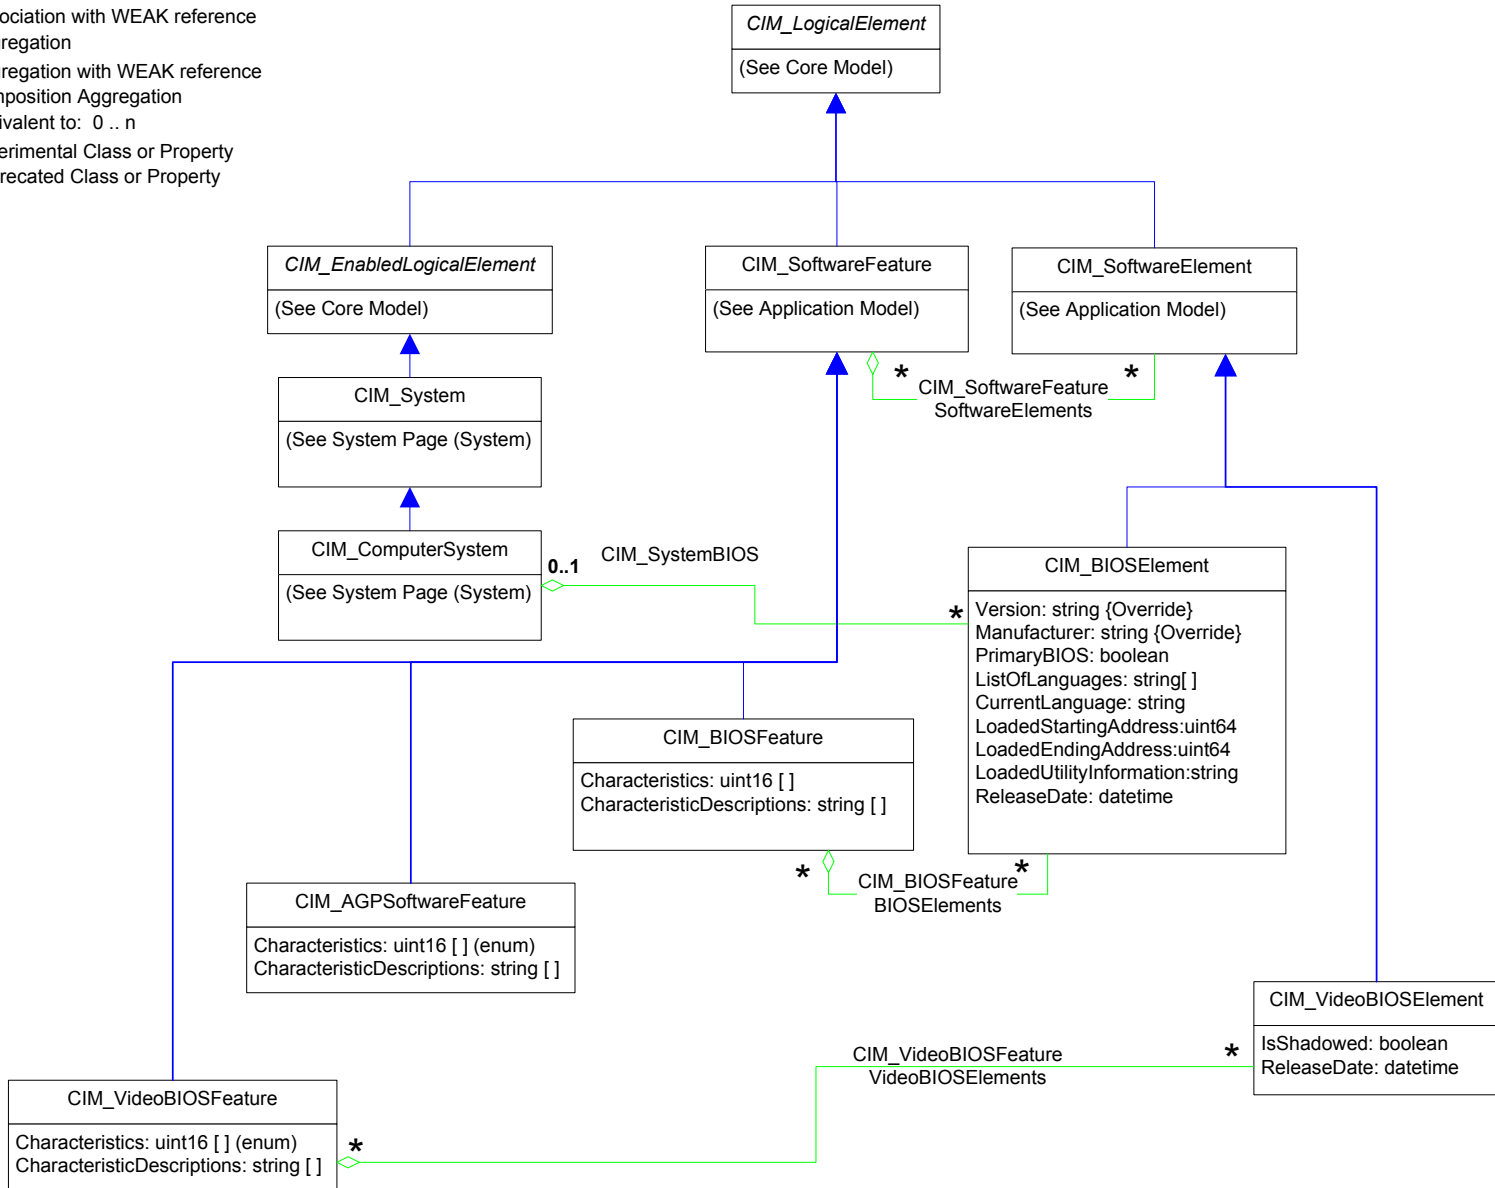 ociation with WEAK reference
gregation
regation with WEAK reference
nposition Aggregation
ivalent to: 0 .. n
erimental Class or Property
recated Class or Property
CIM_LogicalElement
(See Core Model)
CIM_EnabledLogicalElement
(See Core Model)
CIM_SoftwareFeature
(See Application Model)
CIM_SoftwareElement
(See Application Model)
* CIM_SoftwareFeature *
SoftwareElements
CIM_System
(See System Page (System)
CIM_ComputerSystem
(See System Page (System)
0..1
CIM_SystemBIOS
*
CIM_BIOSElement
Version: string {Override}
Manufacturer: string {Override}
PrimaryBIOS: boolean
ListOfLanguages: string[ ]
CurrentLanguage: string
LoadedStartingAddress:uint64
LoadedEndingAddress:uint64
LoadedUtilityInformation:string
ReleaseDate: datetime
CIM_BIOSFeature
Characteristics: uint16 [ ]
CharacteristicDescriptions: string [ ]
* CIM_BIOSFeature *
BIOSElements
CIM_AGPSoftwareFeature
Characteristics: uint16 [ ] (enum)
CharacteristicDescriptions: string [ ]
CIM_VideoBIOSElement
IsShadowed: boolean
ReleaseDate: datetime
CIM_VideoBIOSFeature *
VideoBIOSElements
CIM_VideoBIOSFeature
Characteristics: uint16 [ ] (enum)
CharacteristicDescriptions: string [ ]
*